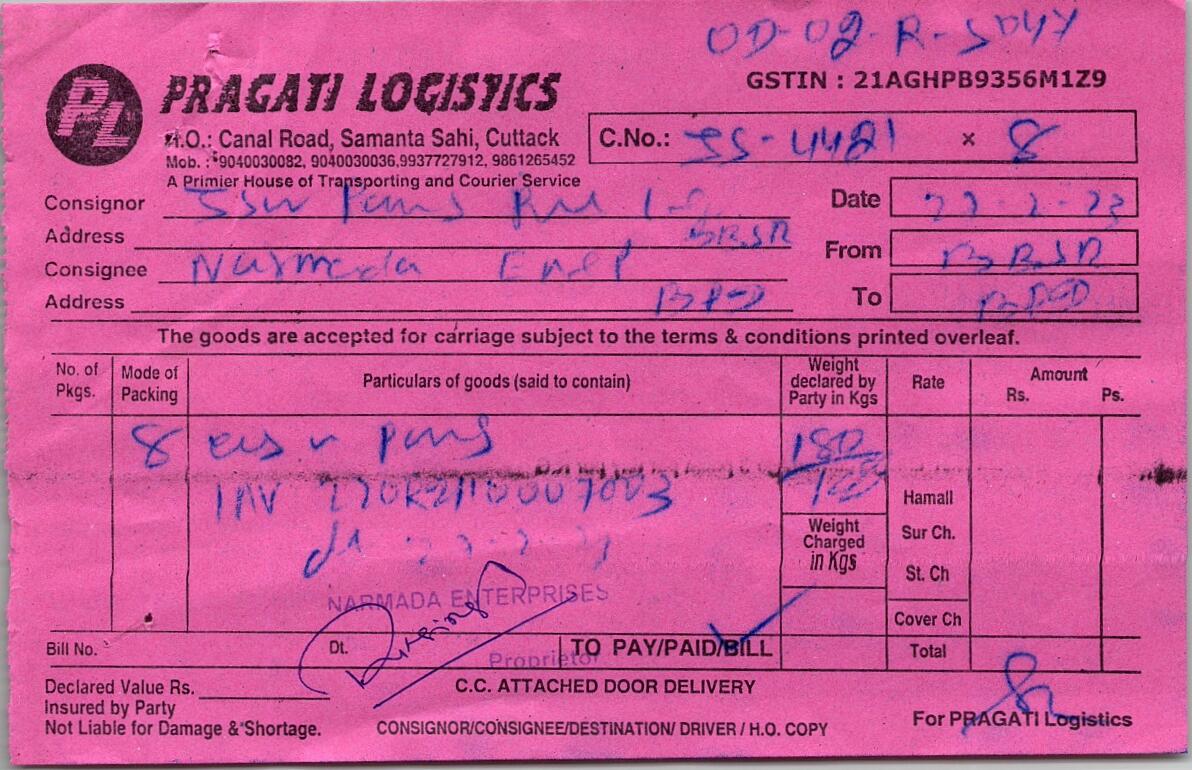 OD-02-R-5047
GSTIN : 21AGHPB9356M1Z9
PL
PRAGATI LOGISTICS
H.O.: Canal Road, Samanta Sahi, Cuttack
Mob. : 9040030082, 9040030036,9937727912, 9861265452
A Primier House of Transporting and Courier Service
C.No.: SS-4421 × 8
Consignor
Date
Address BBSR
From BBSR
Consignee Narmada
Address BPD
To BPD
The goods are accepted for carriage subject to the terms & conditions printed overleaf.
No. of Pkgs.
Mode of Packing
Particulars of goods (said to contain)
Weight declared by Party in Kgs
Rate
Amount
Rs. Ps.
8
INV
Hamall
Weight Charged in Kgs
Sur Ch.
St. Ch
NARMADA ENTERPRISES
Cover Ch
Bill No. Dt. TO PAY/PAID/BILL
Total
Proprietor
Declared Value Rs.
C.C. ATTACHED DOOR DELIVERY
Insured by Party
Not Liable for Damage & Shortage.
CONSIGNOR/CONSIGNEE/DESTINATION/ DRIVER / H.O. COPY
For PRAGATI Logistics